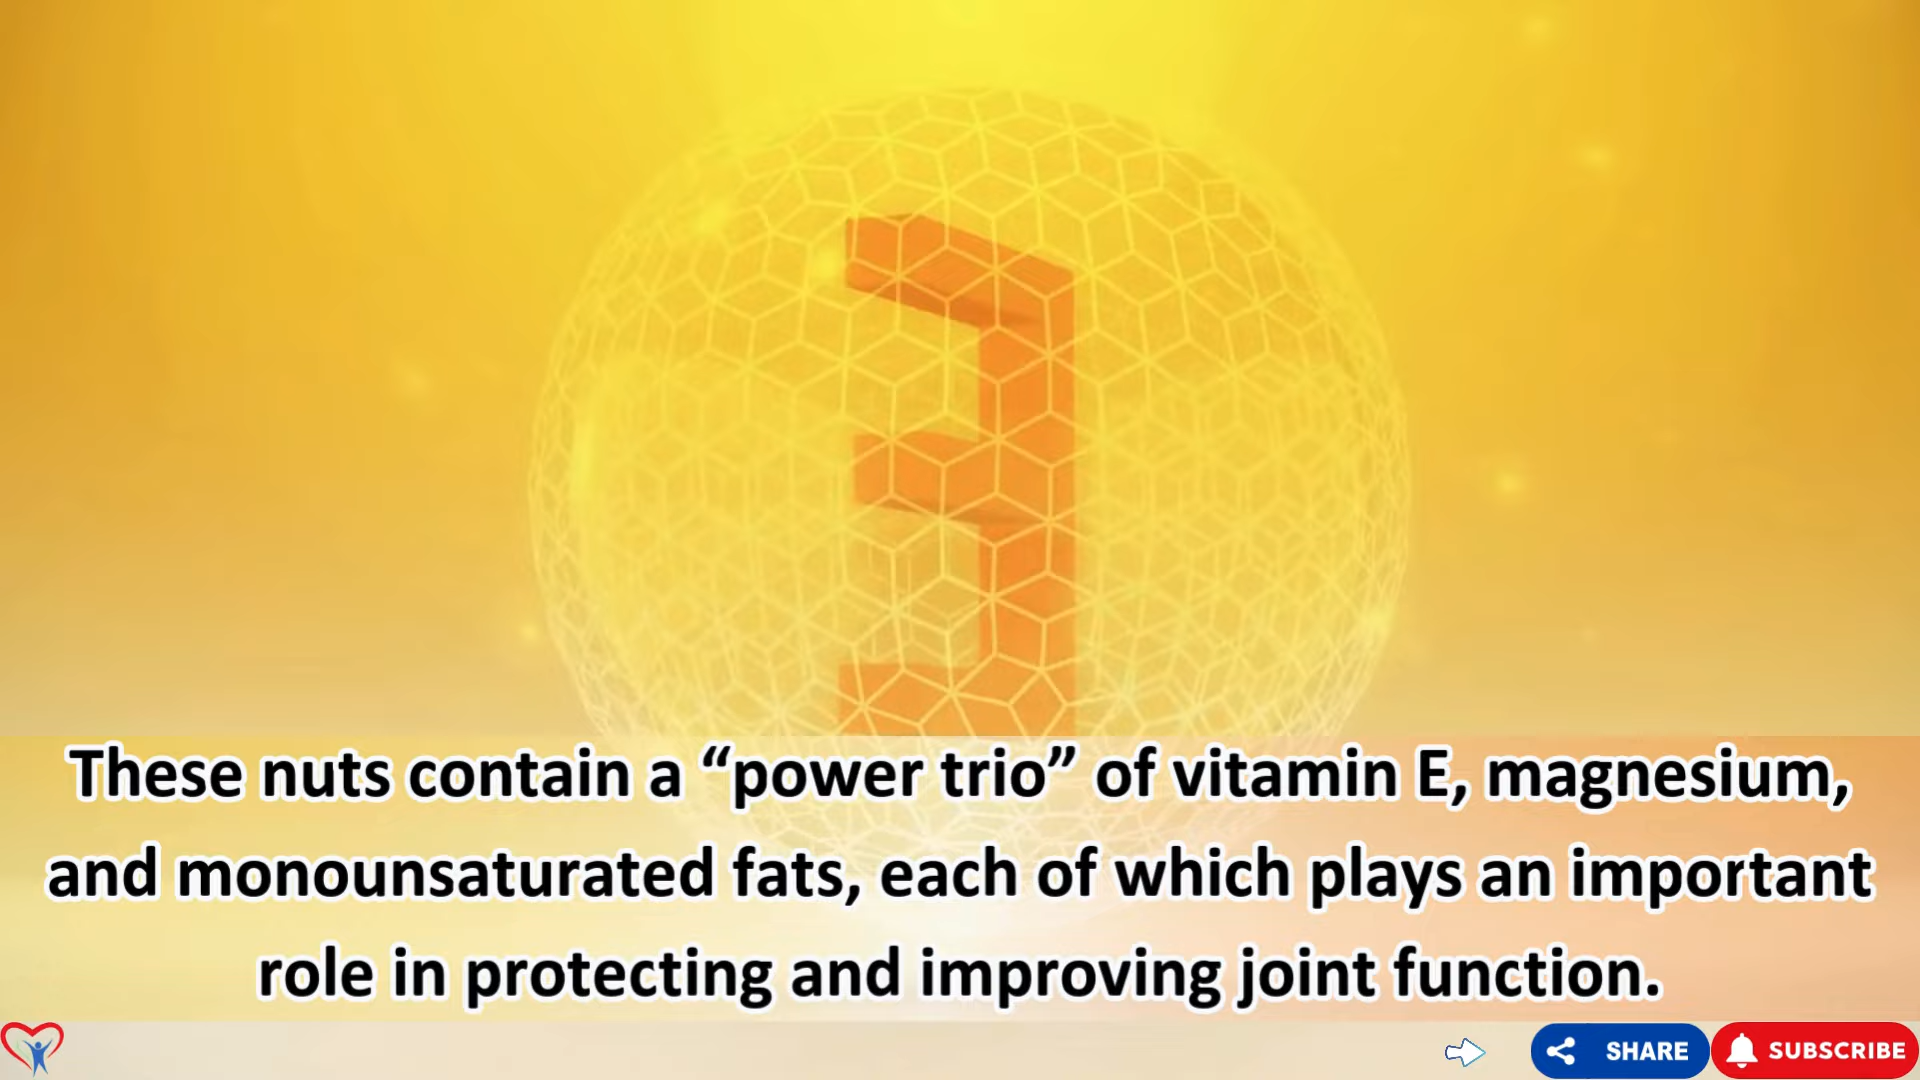 E
These nuts contain a “power trio” of vitamin E, magnesium,
and monounsaturated fats, each of which plays an important
role in protecting and improving joint function.
SHARE
SUBSCRIBE